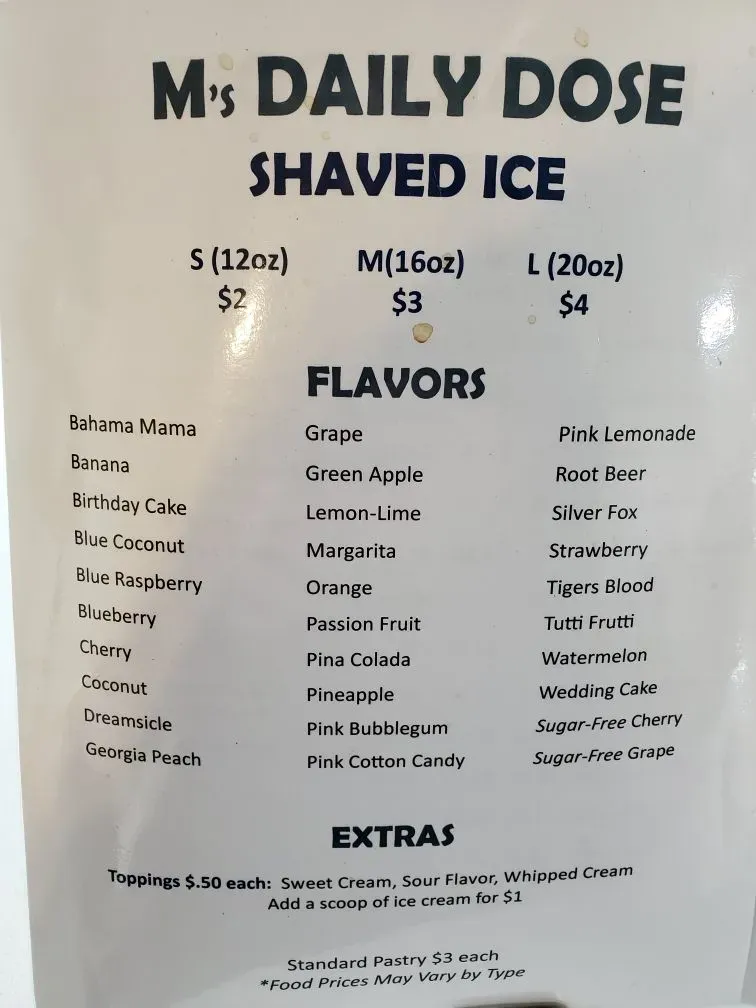 M's DAILY DOSE
SHAVED ICE
S (12oz) M(16oz) L (20oz)
$2 $3 $4
FLAVORS
Bahama Mama Grape Pink Lemonade
Banana Green Apple Root Beer
Birthday Cake Lemon-Lime Silver Fox
Blue Coconut Margarita Strawberry
Blue Raspberry Orange Tigers Blood
Blueberry Passion Fruit Tutti Frutti
Cherry Pina Colada Watermelon
Coconut Pineapple Wedding Cake
Dreamsicle Pink Bubblegum Sugar-Free Cherry
Georgia Peach Pink Cotton Candy Sugar-Free Grape
EXTRAS
Toppings $.50 each: Sweet Cream, Sour Flavor, Whipped Cream
Add a scoop of ice cream for $1
Standard Pastry $3 each
*Food Prices May Vary by Type